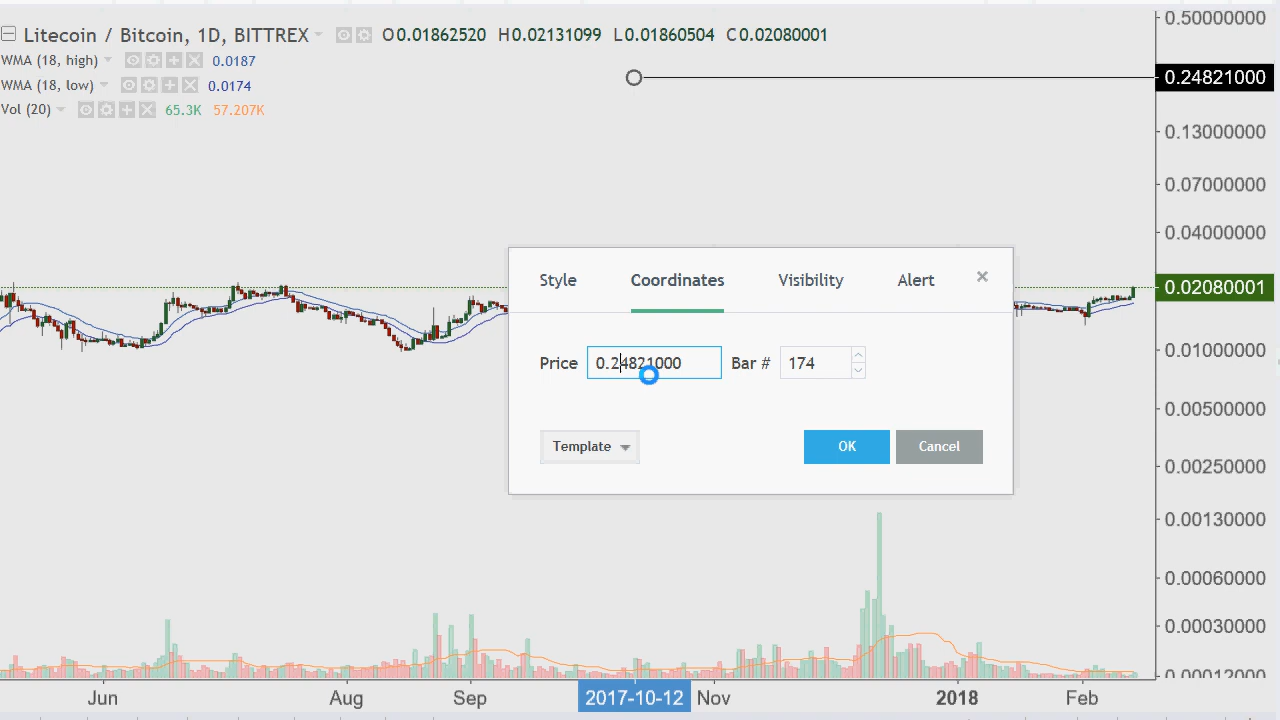 Litecoin / Bitcoin, 1D, BITTREX O0.01862520 H0.02131099 L0.01860504 C0.02080001
WMA (18, high) 0.0187
WMA (18, low) 0.0174
Vol (20) 65.3K 57.207K
0.50000000
0.24821000
0.13000000
0.07000000
0.04000000
0.02080001
0.01000000
0.00500000
0.00250000
0.00130000
0.00060000
0.00030000
0.00012000
Style Coordinates Visibility Alert
Price 0.24821000 Bar # 174
Template OK Cancel
Jun Aug Sep 2017-10-12 Nov 2018 Feb